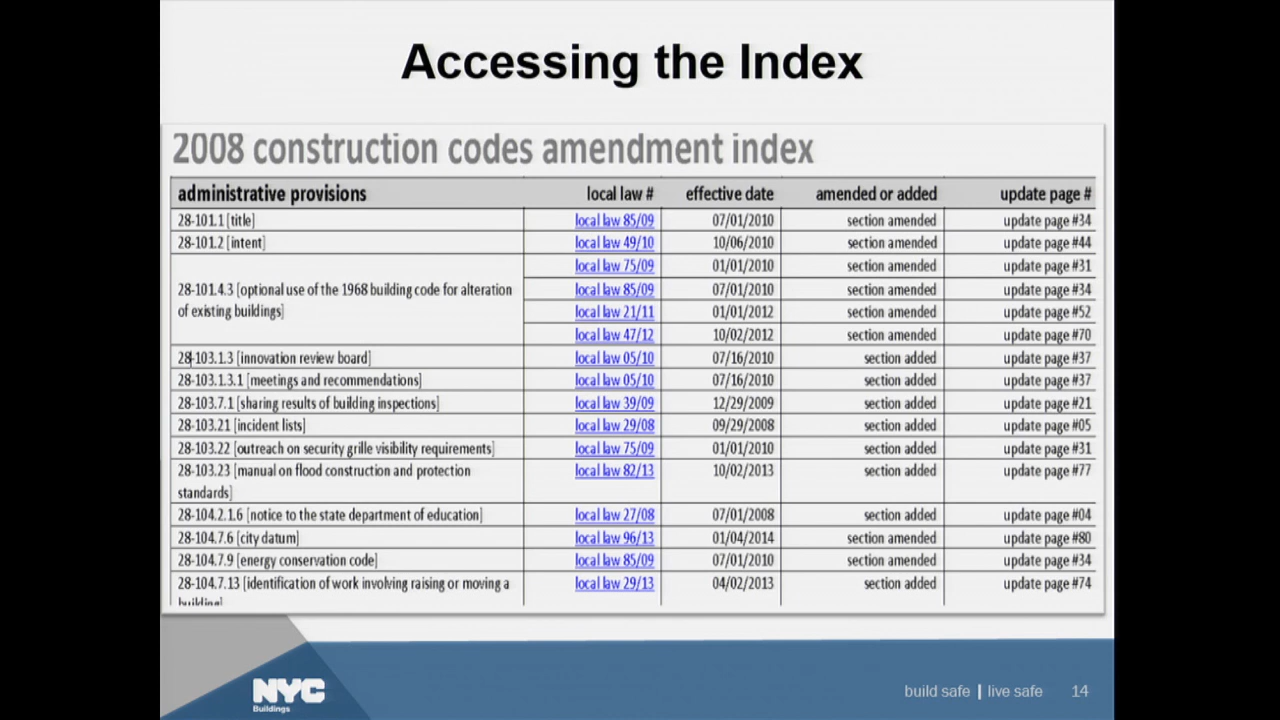 Accessing the Index
2008 construction codes amendment index
administrative provisions local law # effective date amended or added update page #
28-101.1 [title] local law 85/09 07/01/2010 section amended update page #34
28-101.2 [intent] local law 49/10 10/06/2010 section amended update page #44
local law 75/09 01/01/2010 section amended update page #31
28-101.4.3 [optional use of the 1968 building code for alteration local law 85/09 07/01/2010 section amended update page #34
of existing buildings] local law 21/11 01/01/2012 section amended update page #52
local law 47/12 10/02/2012 section amended update page #70
28-103.1.3 [innovation review board] local law 05/10 07/16/2010 section added update page #37
28-103.1.3.1 [meetings and recommendations] local law 05/10 07/16/2010 section added update page #37
28-103.7.1 [sharing results of building inspections] local law 39/09 12/29/2009 section added update page #21
28-103.21 [incident lists] local law 29/08 09/29/2008 section added update page #05
28-103.22 [outreach on security grille visibility requirements] local law 75/09 01/01/2010 section added update page #31
28-103.23 [manual on flood construction and protection local law 82/13 10/02/2013 section added update page #77
standards]
28-104.2.1.6 [notice to the state department of education] local law 27/08 07/01/2008 section added update page #04
28-104.7.6 [city datum] local law 96/13 01/04/2014 section amended update page #80
28-104.7.9 [energy conservation code] local law 85/09 07/01/2010 section amended update page #34
28-104.7.13 [identification of work involving raising or moving a local law 29/13 04/02/2013 section added update page #74
building]
NYC
Buildings
build safe | live safe 14